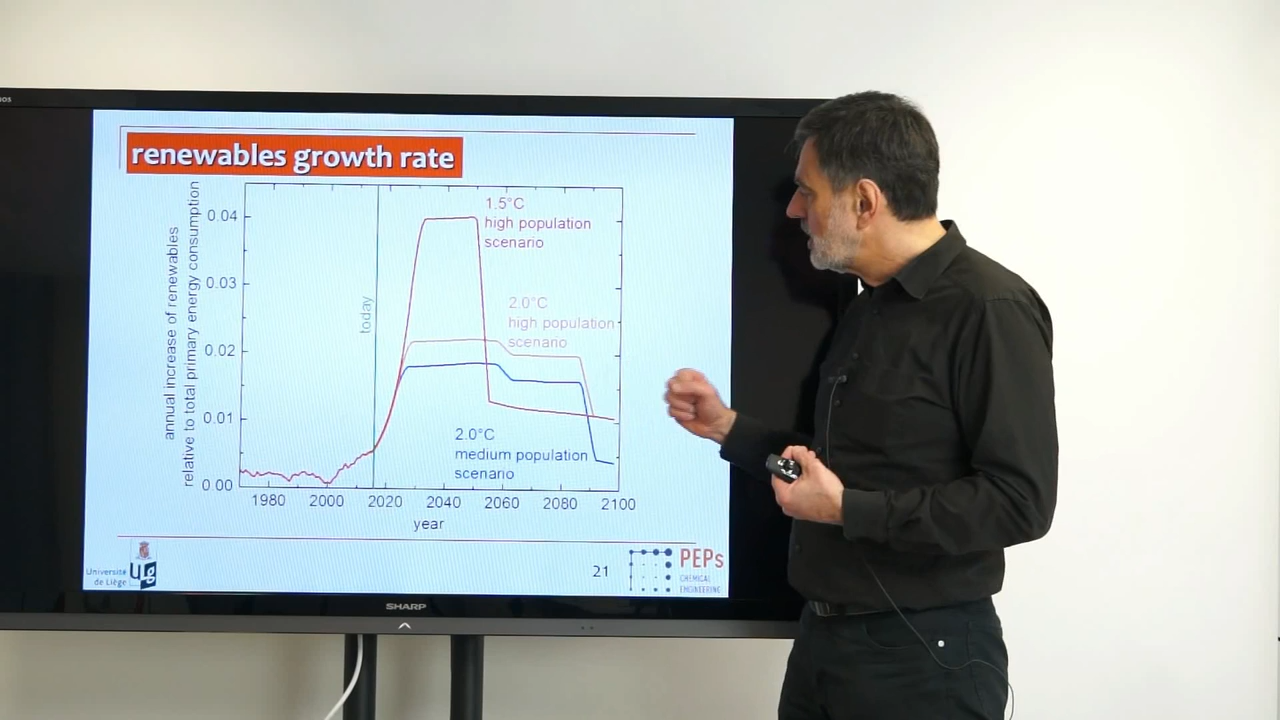 renewables growth rate
annual increase of renewables
relative to total primary energy consumption
0.04
0.03
0.02
0.01
0.00
1980
2000
2020
2040
2060
2080
2100
year
today
1.5°C
high population
scenario
2.0°C
high population
scenario
2.0°C
medium population
scenario
Université
de Liège
21
PEPs
CHEMICAL
ENGINEERING
SHARP